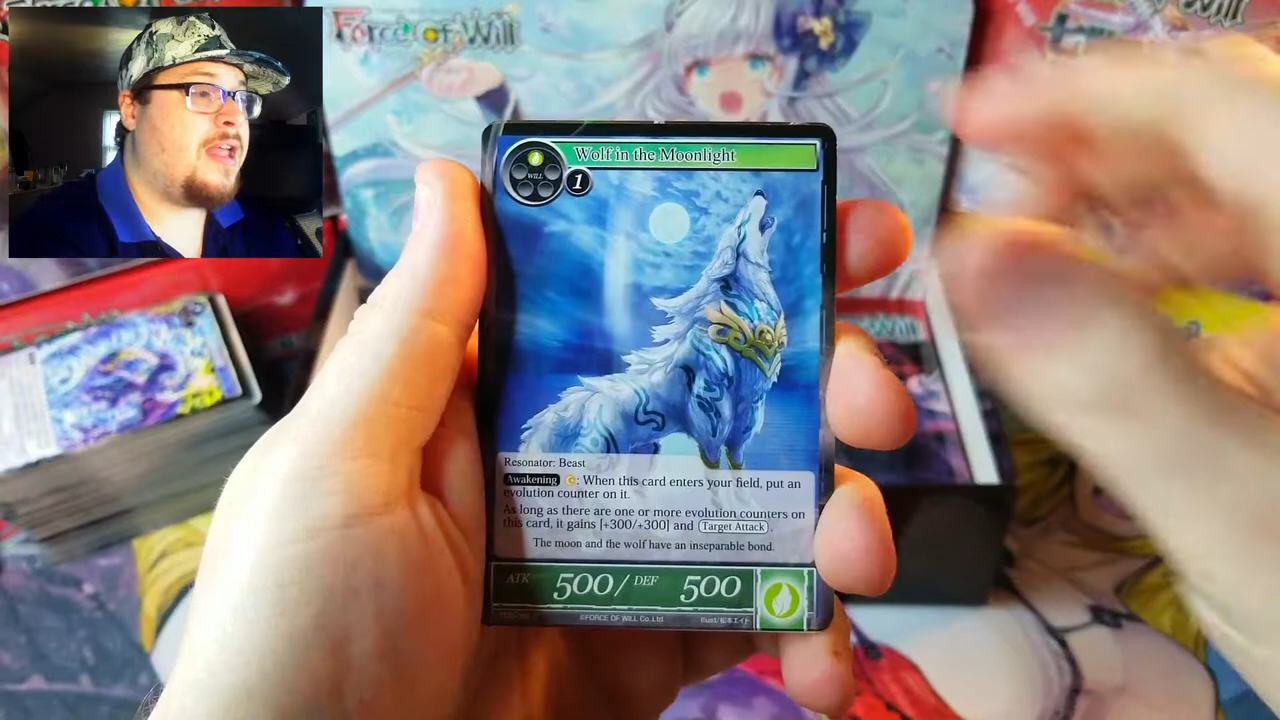 Force Of Will
Will
Wolf in the Moonlight
WILL
1
Resonator: Beast
Awakening : When this card enters your field, put an
evolution counter on it.
As long as there are one or more evolution counters on
this card, it gains [+300/+300] and Target Attack .
The moon and the wolf have an inseparable bond.
ATK 500/ DEF 500
©FORCE OF WILL Co.,Ltd.
Will